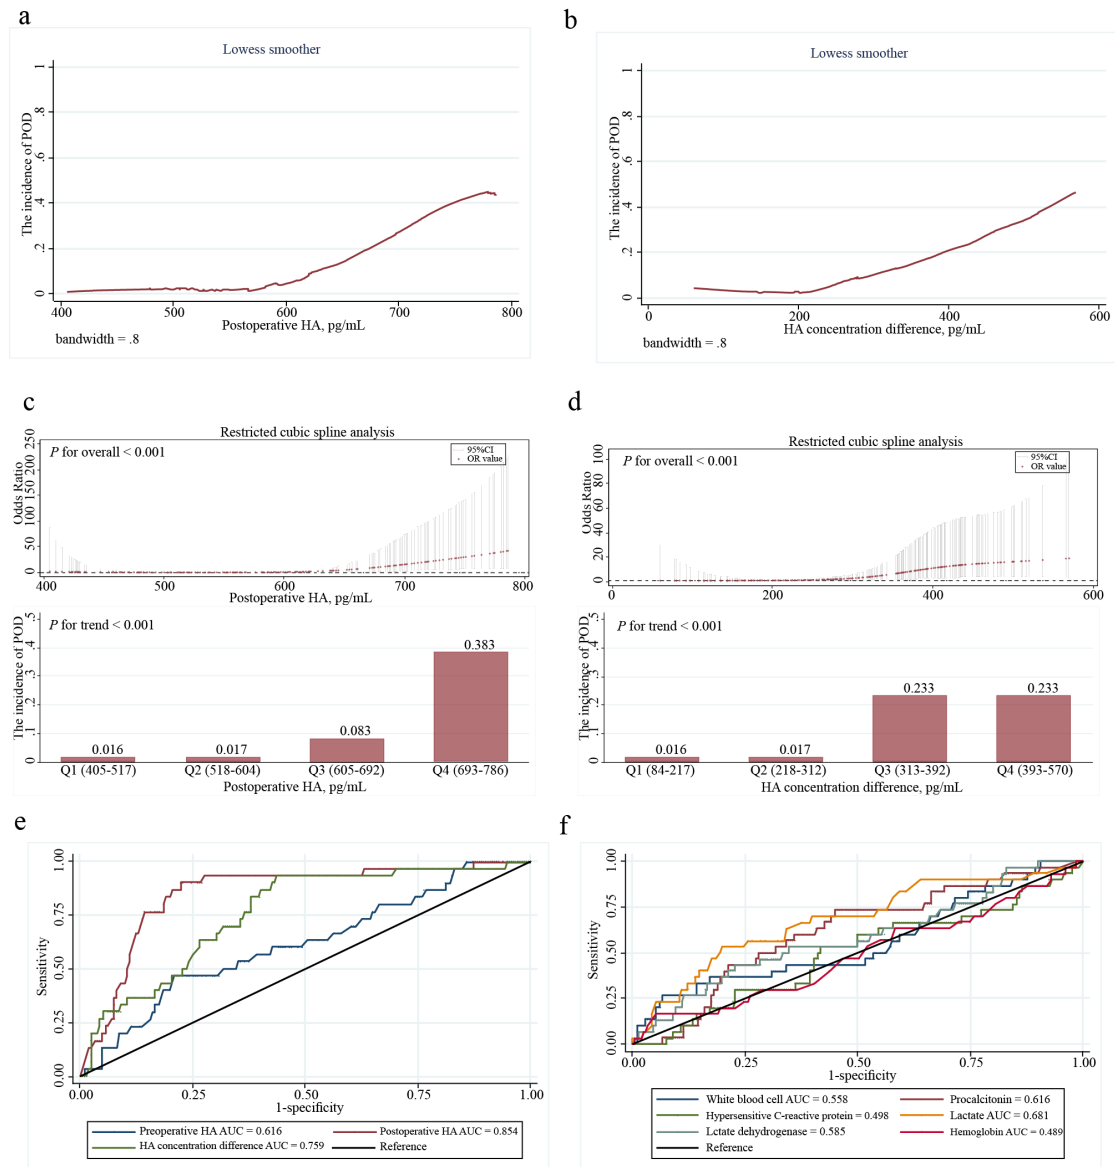 a
Lowess smoother
The incidence of POD
0 .2 .4 .6 .8 1
400 500 600 700 800
Postoperative HA, pg/mL
bandwidth = .8
b
Lowess smoother
The incidence of POD
0 .2 .4 .6 .8 1
0 200 400 600
HA concentration difference, pg/mL
bandwidth = .8
c
Restricted cubic spline analysis
P for overall < 0.001
95%CI
OR value
Odds Ratio
0 50 100 150 200 250
400 500 600 700 800
Postoperative HA, pg/mL
P for trend < 0.001
The incidence of POD
0 .1 .2 .3 .4 .5
0.016 0.017 0.083 0.383
Q1 (405-517) Q2 (518-604) Q3 (605-692) Q4 (693-786)
Postoperative HA, pg/mL
d
Restricted cubic spline analysis
P for overall < 0.001
95%CI
OR value
Odds Ratio
0 20 40 60 80 100
0 200 400 600
HA concentration difference, pg/mL
P for trend < 0.001
The incidence of POD
0 .1 .2 .3 .4 .5
0.016 0.017 0.233 0.233
Q1 (84-217) Q2 (218-312) Q3 (313-392) Q4 (393-570)
HA concentration difference, pg/mL
e
Sensitivity
0.00 0.25 0.50 0.75 1.00
0.00 0.25 0.50 0.75 1.00
1-specificity
Preoperative HA AUC = 0.616 Postoperative HA AUC = 0.854
HA concentration difference AUC = 0.759 Reference
f
Sensitivity
0.00 0.25 0.50 0.75 1.00
0.00 0.25 0.50 0.75 1.00
1-specificity
White blood cell AUC = 0.558 Procalcitonin = 0.616
Hypersensitive C-reactive protein = 0.498 Lactate AUC = 0.681
Lctate dehydrogenase = 0.585 Hemoglobin AUC = 0.489
Reference